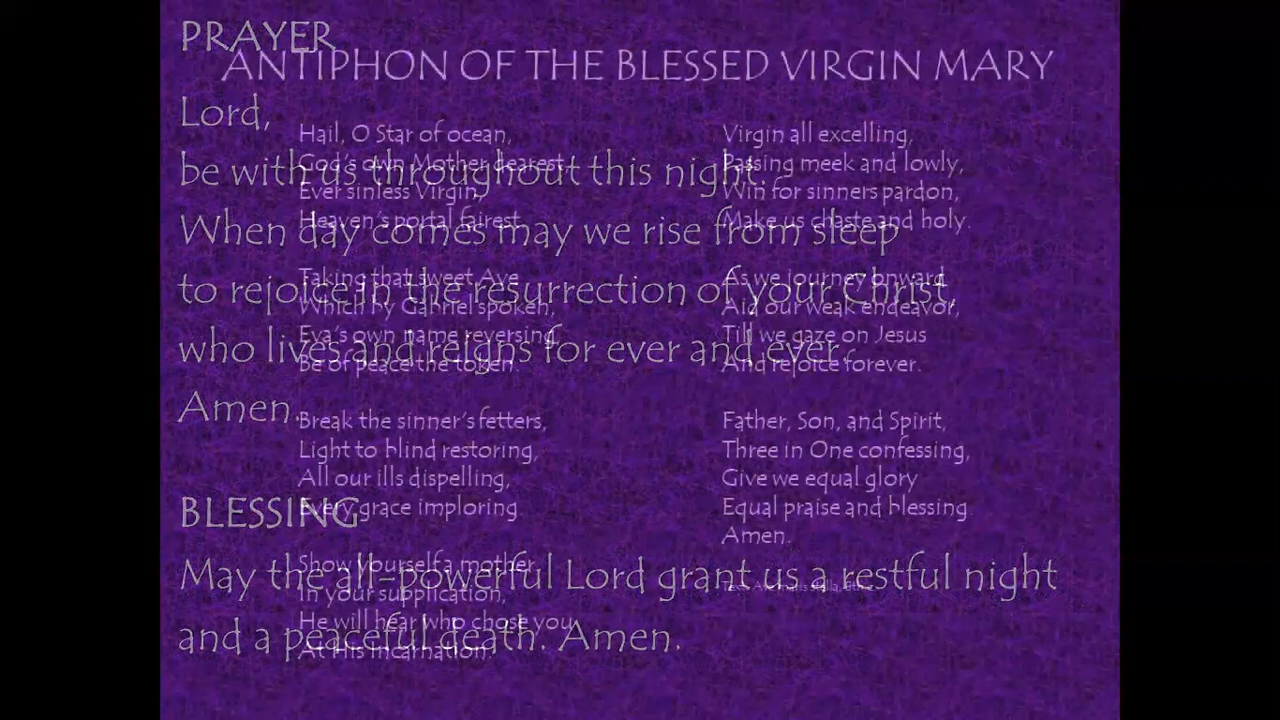 PRAYER
Lord,
be with us throughout this night.
When day comes may we rise from sleep
to rejoice in the resurrection of your Christ,
who lives and reigns for ever and ever.
Amen.
BLESSING
May the all-powerful Lord grant us a restful night
and a peaceful death. Amen.
ANTIPHON OF THE BLESSED VIRGIN MARY
Hail, O Star of ocean,
God's own Mother dearest,
Ever sinless Virgin,
Heaven's portal fairest.
Taking that sweet Ave
Which by Gabriel spoken,
Eva's own name reversing,
Be of peace the token.
Break the sinner's fetters,
Light to blind restoring,
All our ills dispelling,
Every grace imploring.
Show yourself a mother
In your supplication,
He will hear who chose you
At His Incarnation.
Virgin all excelling,
Passing meek and lowly,
Win for sinners pardon,
Make us chaste and holy.
As we journey onward
Aid our weak endeavor,
Till we gaze on Jesus
And rejoice forever.
Father, Son, and Spirit,
Three in One confessing,
Give we equal glory
Equal praise and blessing.
Amen.
Text: Ave maris stella,